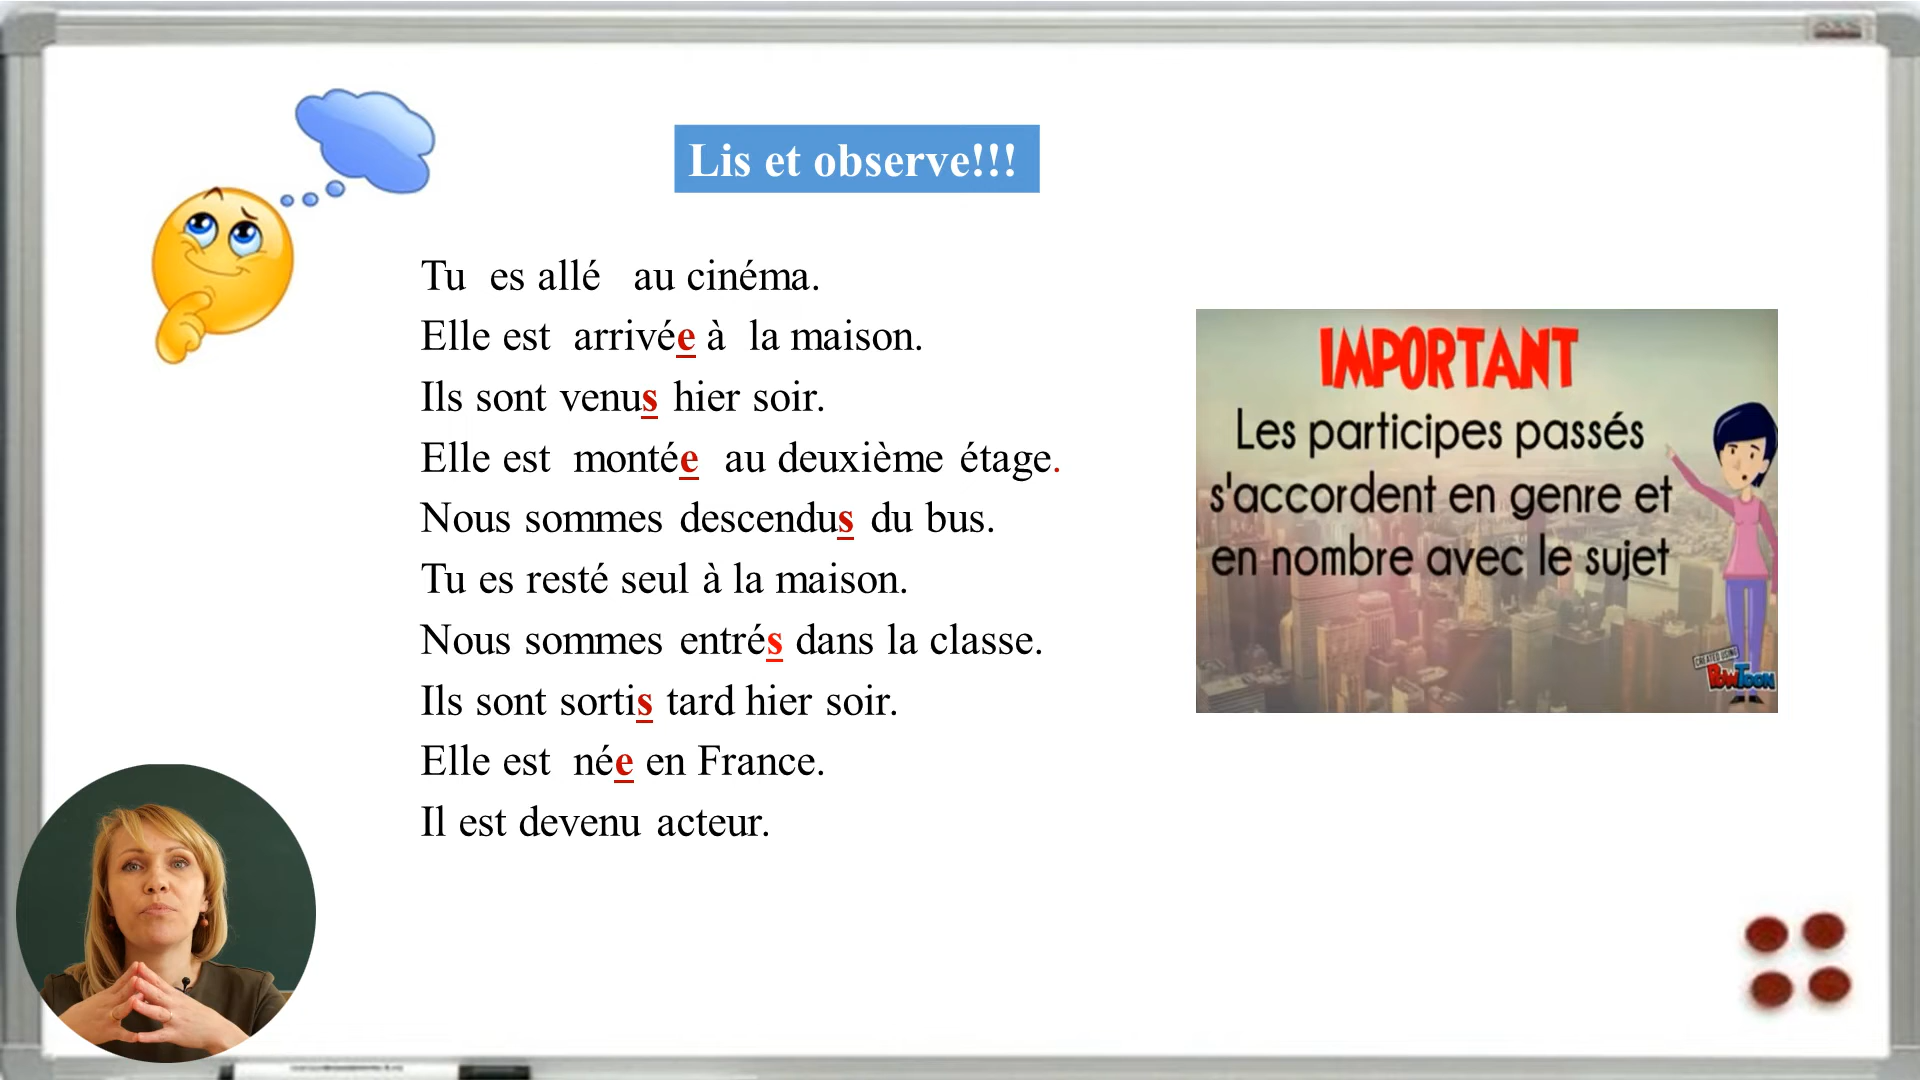 Lis et observe!!!
Tu es allé au cinéma.
Elle est arrivée à la maison.
Ils sont venus hier soir.
Elle est montée au deuxième étage.
Nous sommes descendus du bus.
Tu es resté seul à la maison.
Nous sommes entrés dans la classe.
Ils sont sortis tard hier soir.
Elle est née en France.
Il est devenu acteur.
IMPORTANT
Les participes passés
s'accordent en genre et
en nombre avec le sujet
CREATED USING
POWTOON